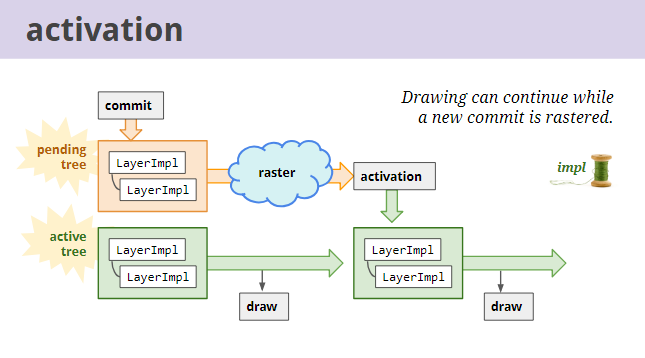 activation
Drawing can continue while
a new commit is rastered.
commit
pending
tree
LayerImpl
LayerImpl
raster
activation
impl
active
tree
LayerImpl
LayerImpl
LayerImpl
LayerImpl
draw
draw